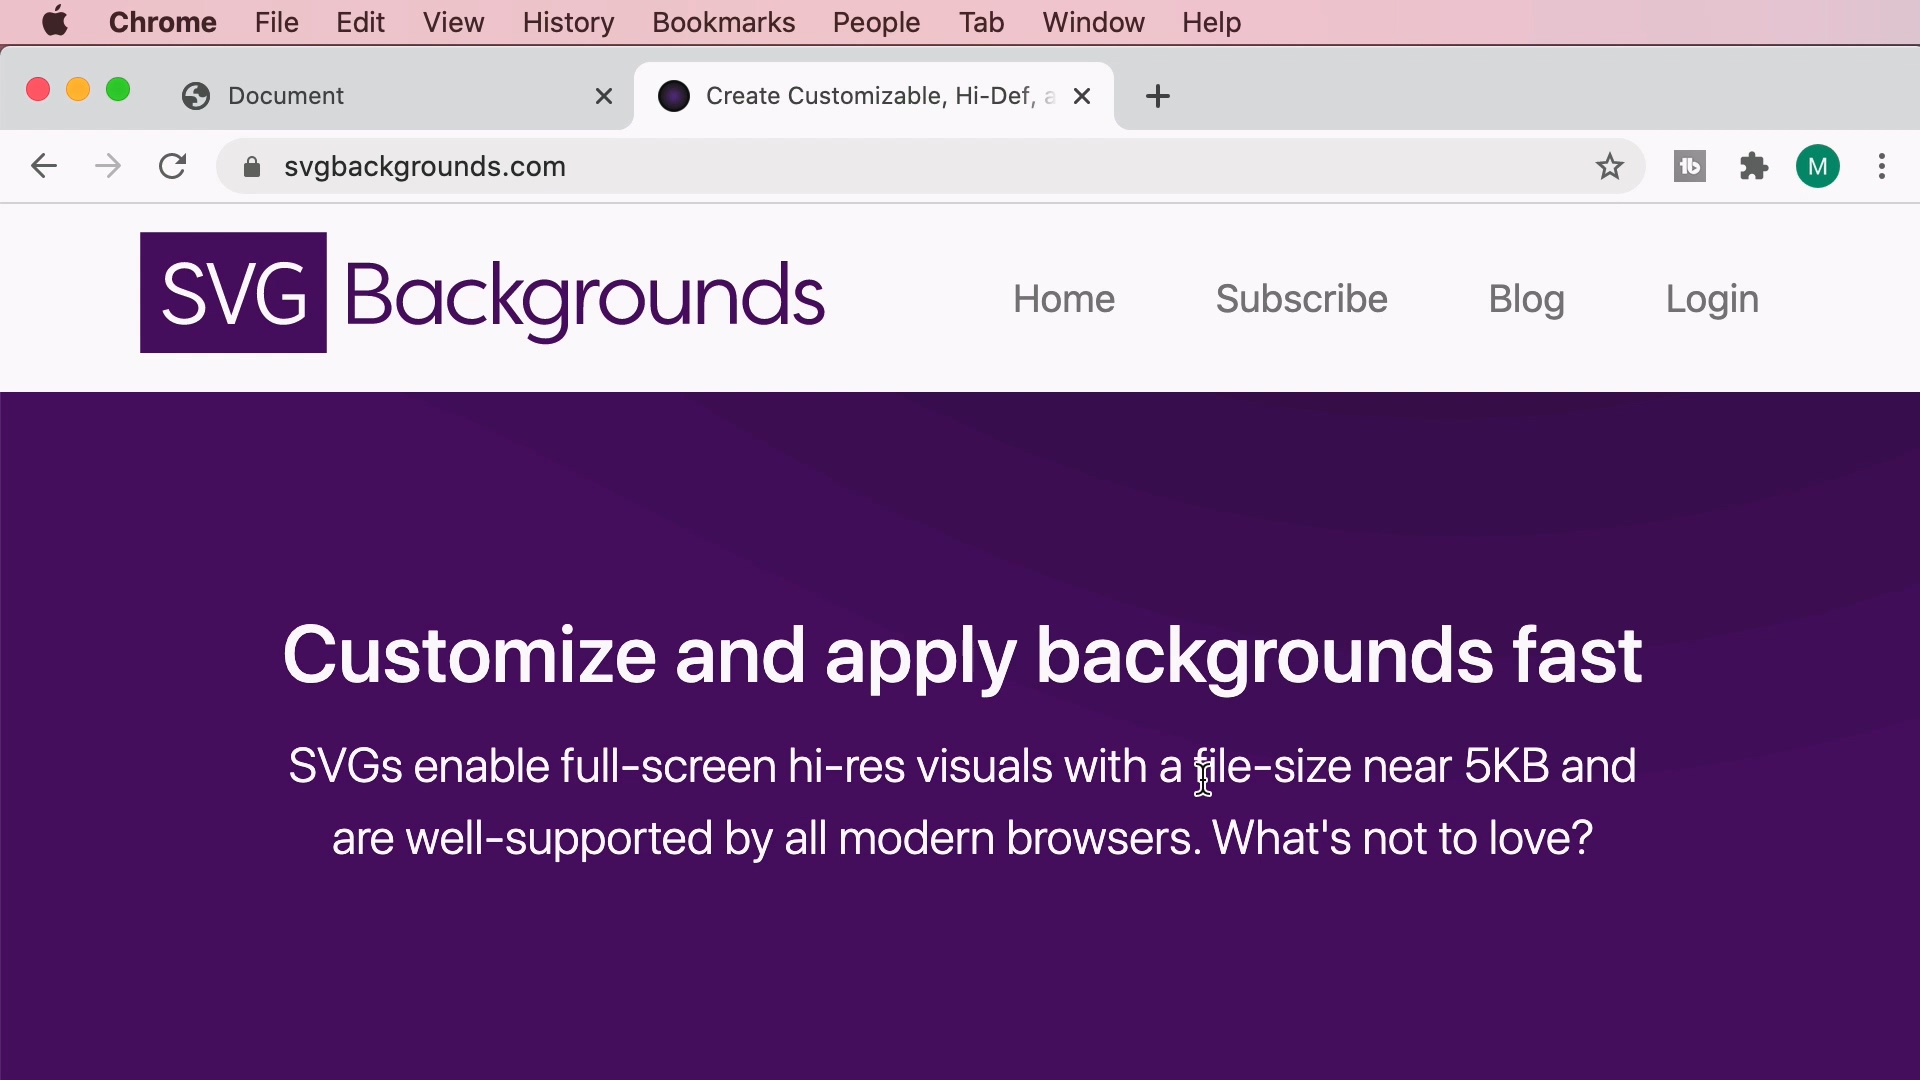 Chrome File Edit View History Bookmarks People Tab Window Help
Document
Create Customizable, Hi-Def, a
svgbackgrounds.com
M
SVG Backgrounds
Home Subscribe Blog Login
Customize and apply backgrounds fast
SVGs enable full-screen hi-res visuals with a file-size near 5KB and
are well-supported by all modern browsers. What's not to love?